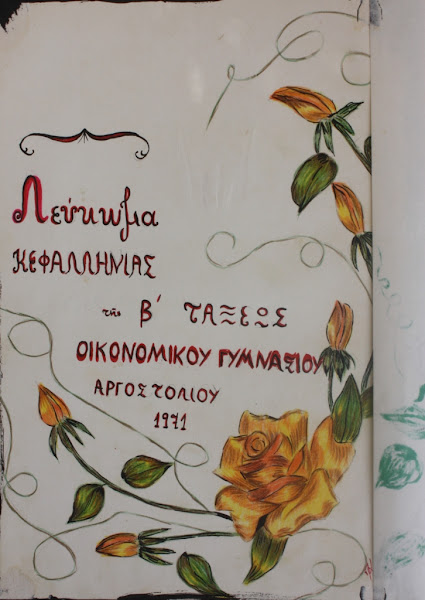 Λεύκωμα
ΚΕΦΑΛΛΗΝΙΑΣ
τῆς Β΄ ΤΑΞΕΩΣ
ΟΙΚΟΝΟΜΙΚΟΥ ΓΥΜΝΑΣΙΟΥ
ΑΡΓΟΣΤΟΛΙΟΥ
1971